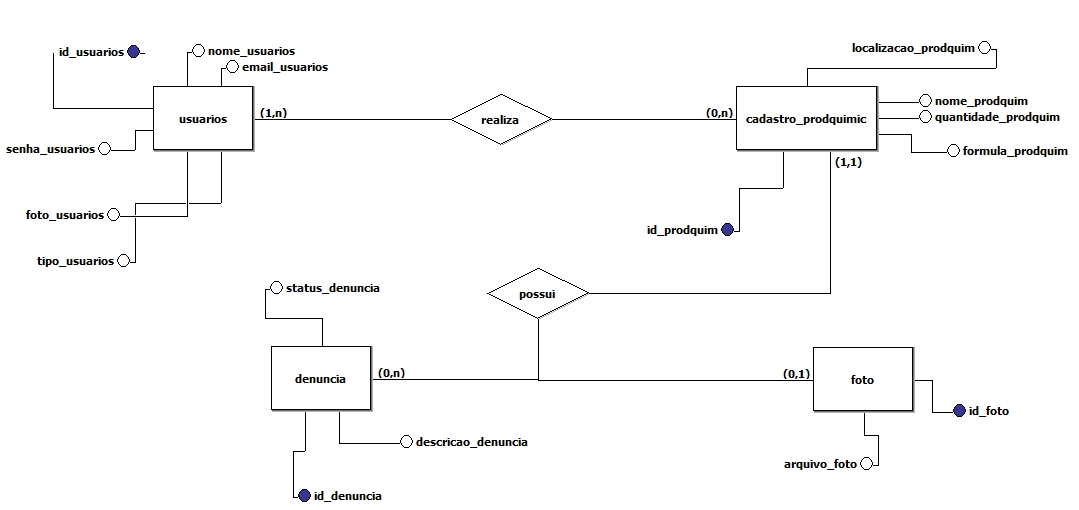 localizacao_prodquim
id_usuarios
nome_usuarios
email_usuarios
nome_prodquim
(1,n)
(0,n)
usuarios
realiza
cadastro_prodquimic
quantidade_prodquim
senha_usuarios
formula_prodquim
(1,1)
foto_usuarios
id_prodquim
tipo_usuarios
status_denuncia
possui
(0,n)
(0,1)
denuncia
foto
id_foto
descricao_denuncia
arquivo_foto
id_denuncia